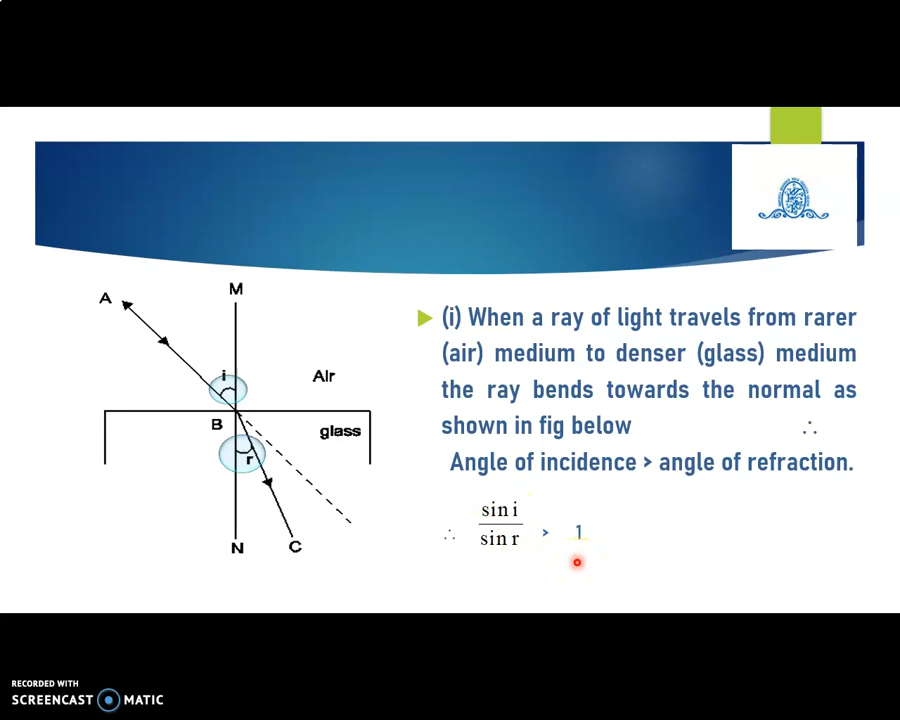 A
M
i
Air
B
glass
r
N
C
(i) When a ray of light travels from rarer
(air) medium to denser (glass) medium
the ray bends towards the normal as
shown in fig below ∴
Angle of incidence > angle of refraction.
∴ sin i / sin r > 1
RECORDED WITH
SCREENCAST MATIC